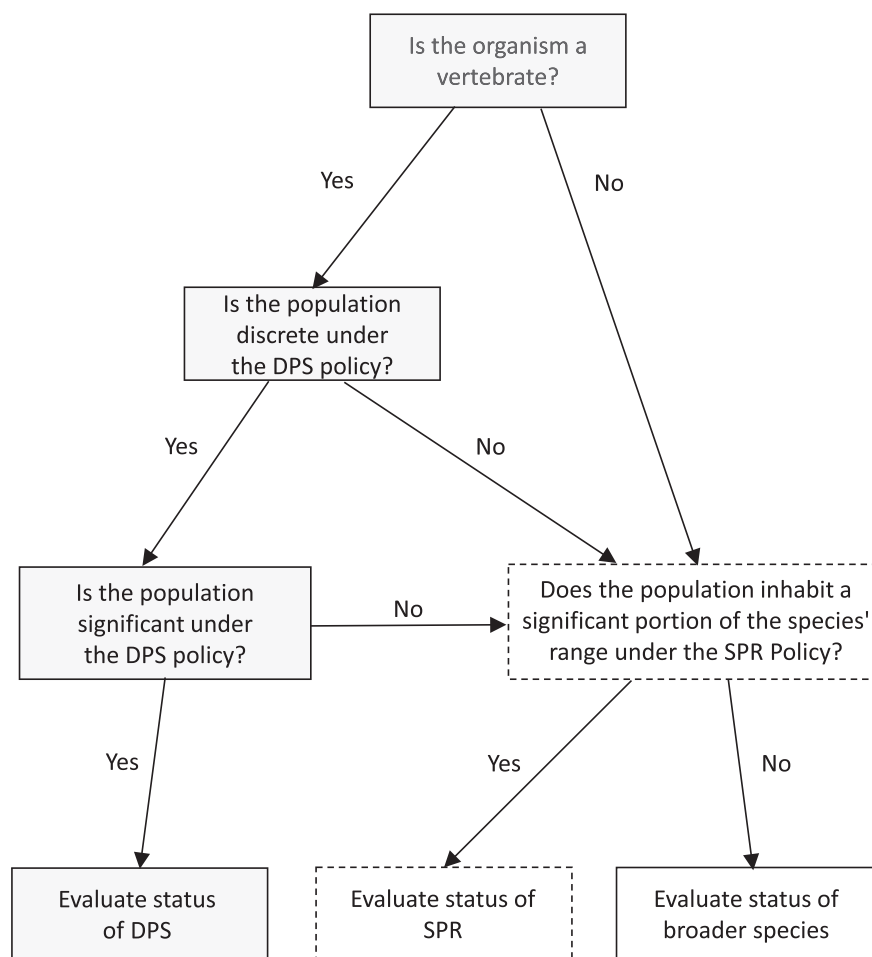 Is the organism a
vertebrate?
Yes
No
Is the population
discrete under
the DPS policy?
Yes
No
Is the population
significant under
the DPS policy?
No
Does the population inhabit a
significant portion of the species'
range under the SPR Policy?
Yes
Yes
No
Evaluate status
of DPS
Evaluate status of
SPR
Evaluate status of
broader species